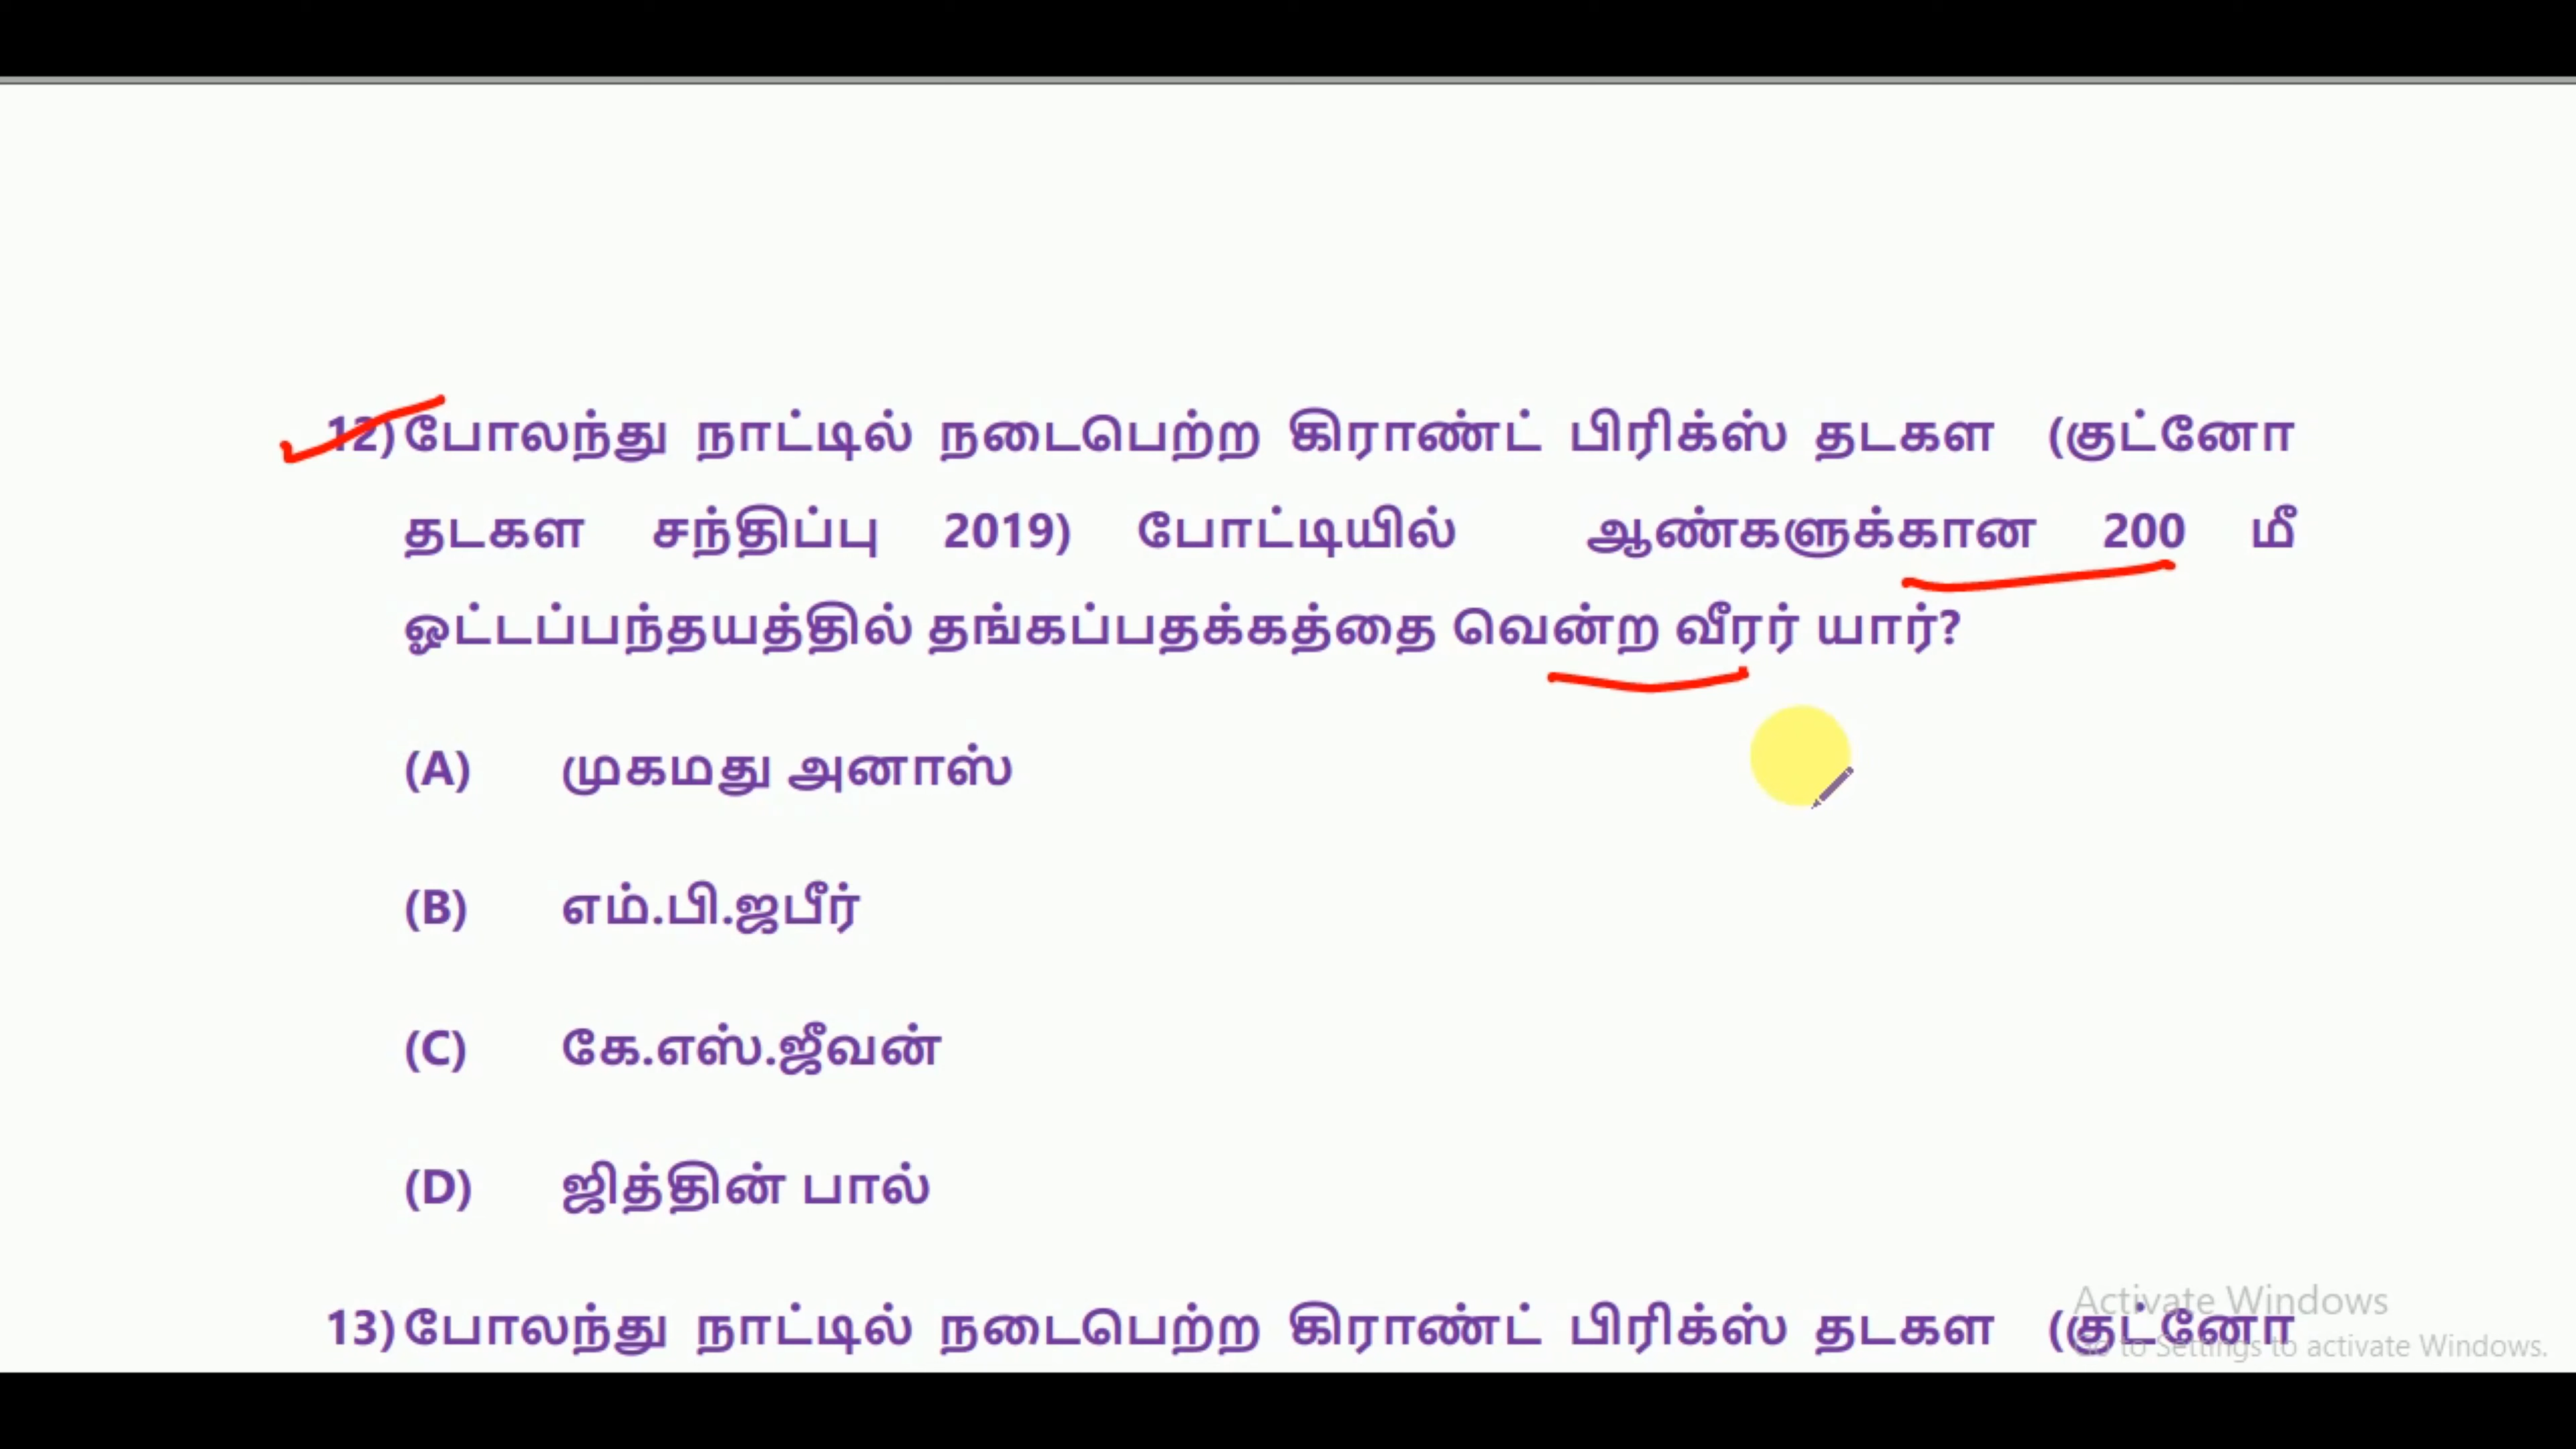 12) போலந்து நாட்டில் நடைபெற்ற கிராண்ட் பிரிக்ஸ் தடகள (குட்னோ
தடகள சந்திப்பு 2019) போட்டியில் ஆண்களுக்கான 200 மீ
ஓட்டப்பந்தயத்தில் தங்கப்பதக்கத்தை வென்ற வீரர் யார்?
(A) முகமது அனாஸ்
(B) எம்.பி.ஜபீர்
(C) கே.எஸ்.ஜீவன்
(D) ஜித்தின் பால்
13) போலந்து நாட்டில் நடைபெற்ற கிராண்ட் பிரிக்ஸ் தடகள (குட்னோ
Activate Windows
Go to Settings to activate Windows.